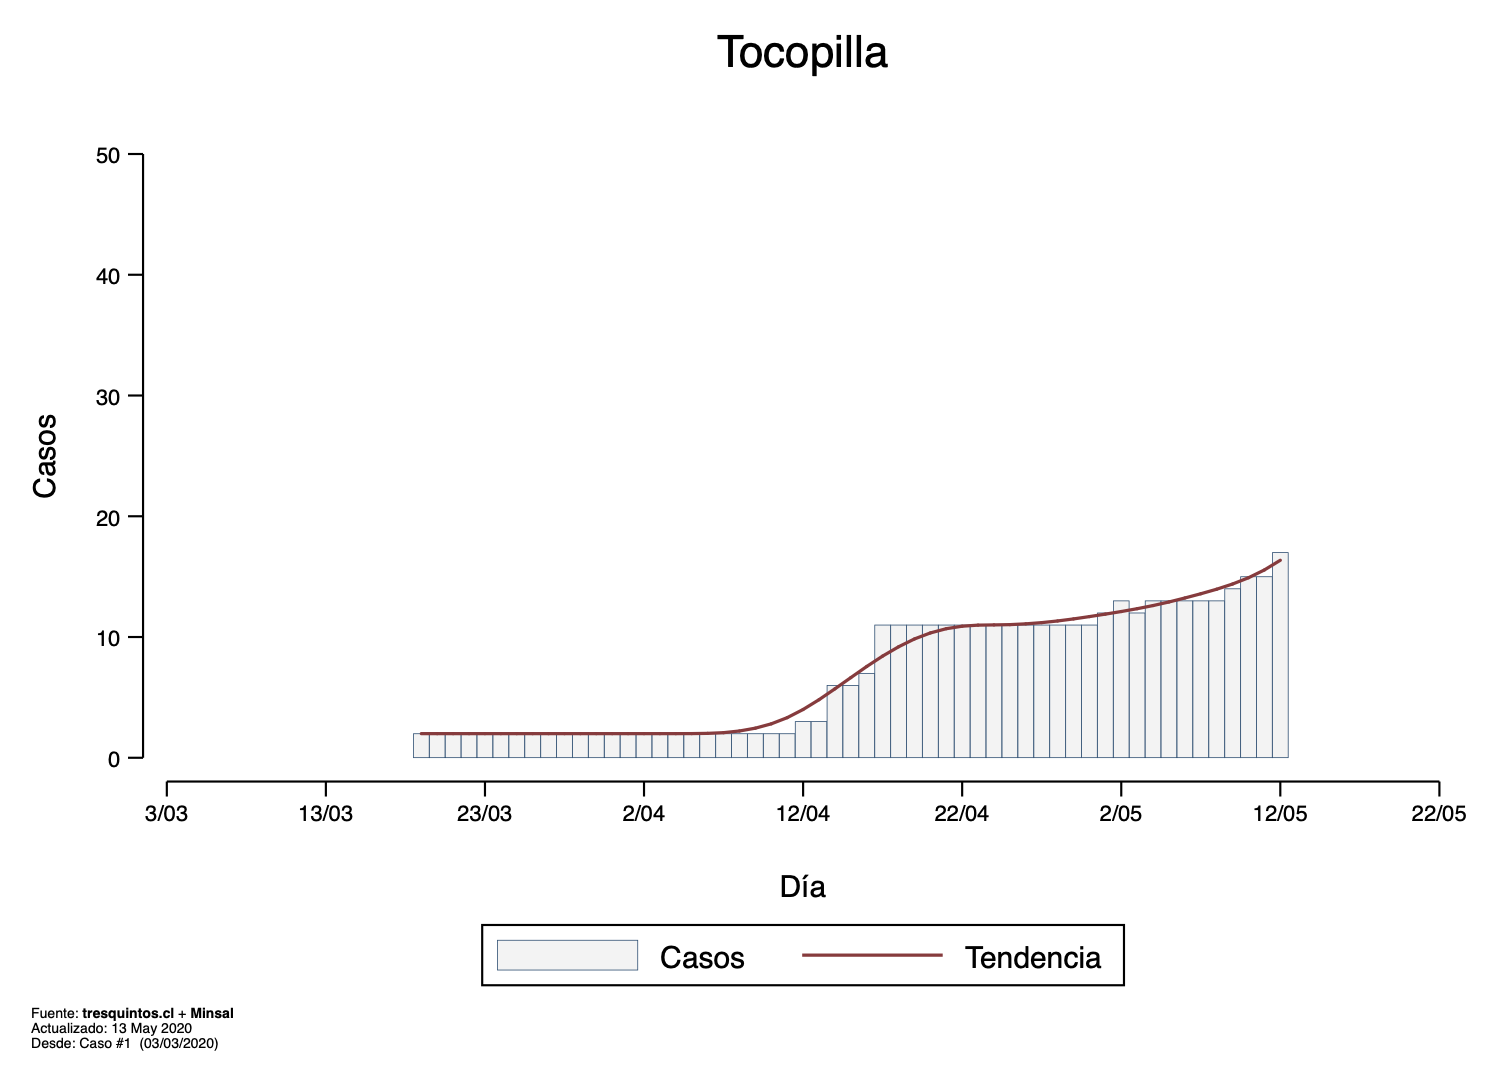 Tocopilla
50
40
30
20
10
0
Casos
3/03 13/03 23/03 2/04 12/04 22/04 2/05 12/05 22/05
Día
Casos Tendencia
Fuente: tresquintos.cl + Minsal
Actualizado: 13 May 2020
Desde: Caso #1 (03/03/2020)